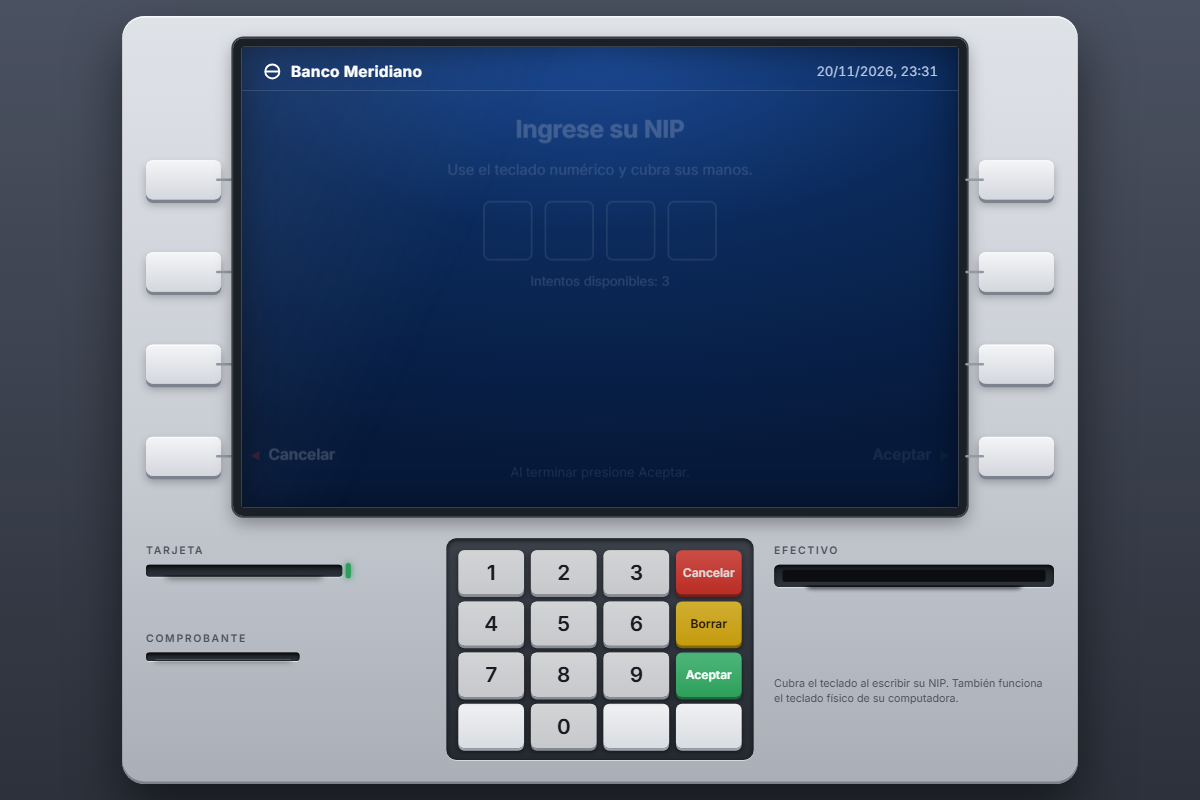 Banco Meridiano
20/11/2026, 23:31
Ingrese su NIP
Use el teclado numérico y cubra sus manos.
Intentos disponibles: 3
Cancelar
Aceptar
Al terminar presione Aceptar.
TARJETA
COMPROBANTE
1 2 3 Cancelar
4 5 6 Borrar
7 8 9 Aceptar
0
EFECTIVO
Cubra el teclado al escribir su NIP. También funciona
el teclado físico de su computadora.